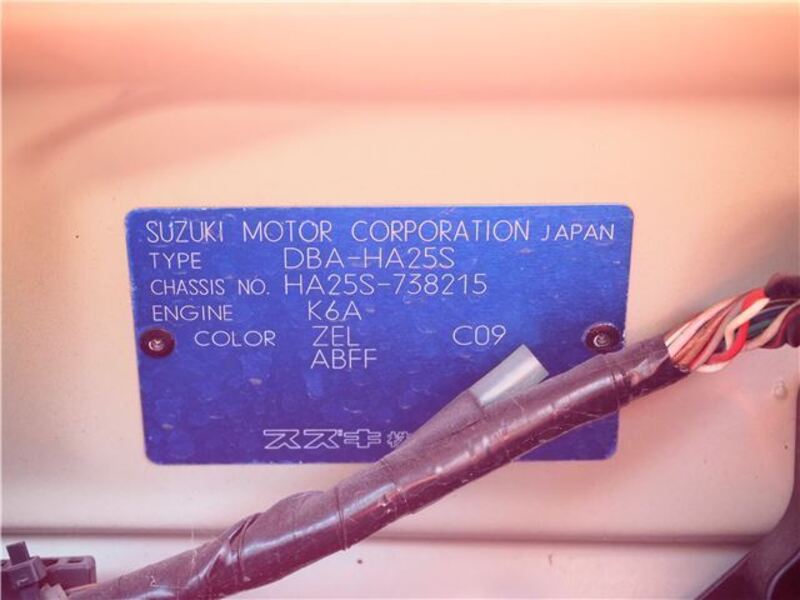 SUZUKI MOTOR CORPORATION JAPAN
TYPE DBA-HA25S
CHASSIS NO. HA25S-738215
ENGINE K6A
COLOR ZEL C09
ABFF
スズキ